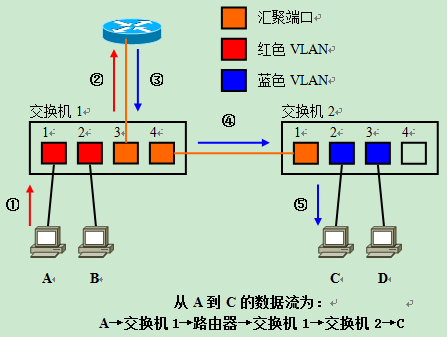 汇聚端口
红色 VLAN
蓝色 VLAN
② ③
交换机 1
1 2 3 4
④
交换机 2
1 2 3 4
①
⑤
A B
C D
从 A 到 C 的数据流为：
A→交换机 1→路由器→交换机 1→交换机 2→C